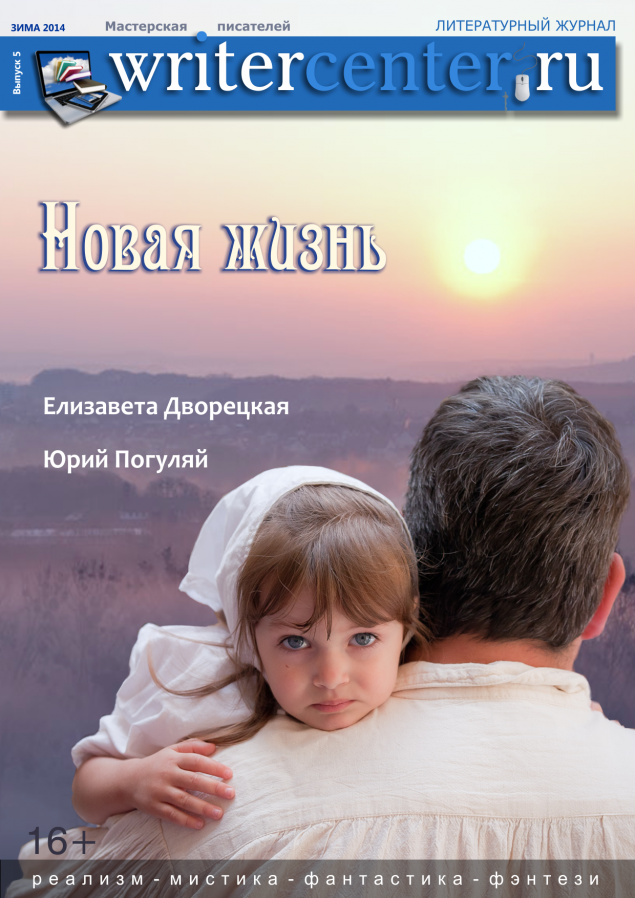 ЗИМА 2014
Мастерская писателей
ЛИТЕРАТУРНЫЙ ЖУРНАЛ
Выпуск 5
writercenter.ru
Новая жизнь
Елизавета Дворецкая
Юрий Погуляй
16+
реализм-мистика-фантастика-фэнтези